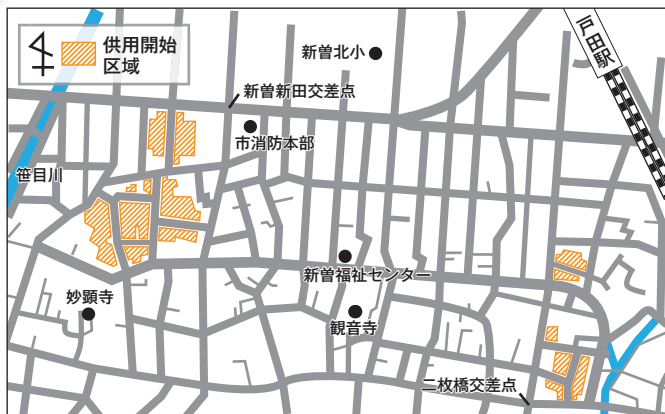 供用開始
区域
新曽北小
戸田駅
新曽新田交差点
市消防本部
笹目川
新曽福祉センター
妙顕寺
観音寺
二枚橋交差点